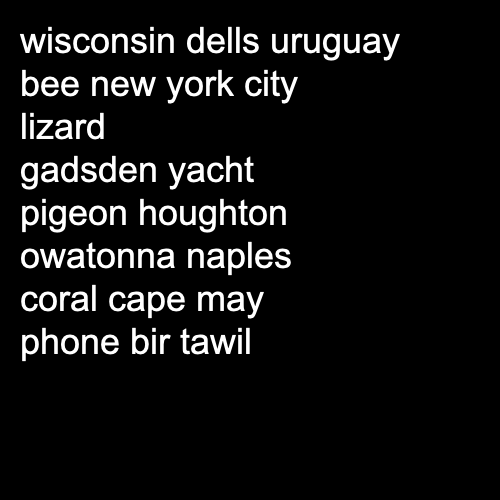 wisconsin dells uruguay
bee new york city
lizard
gadsden yacht
pigeon houghton
owatonna naples
coral cape may
phone bir tawil